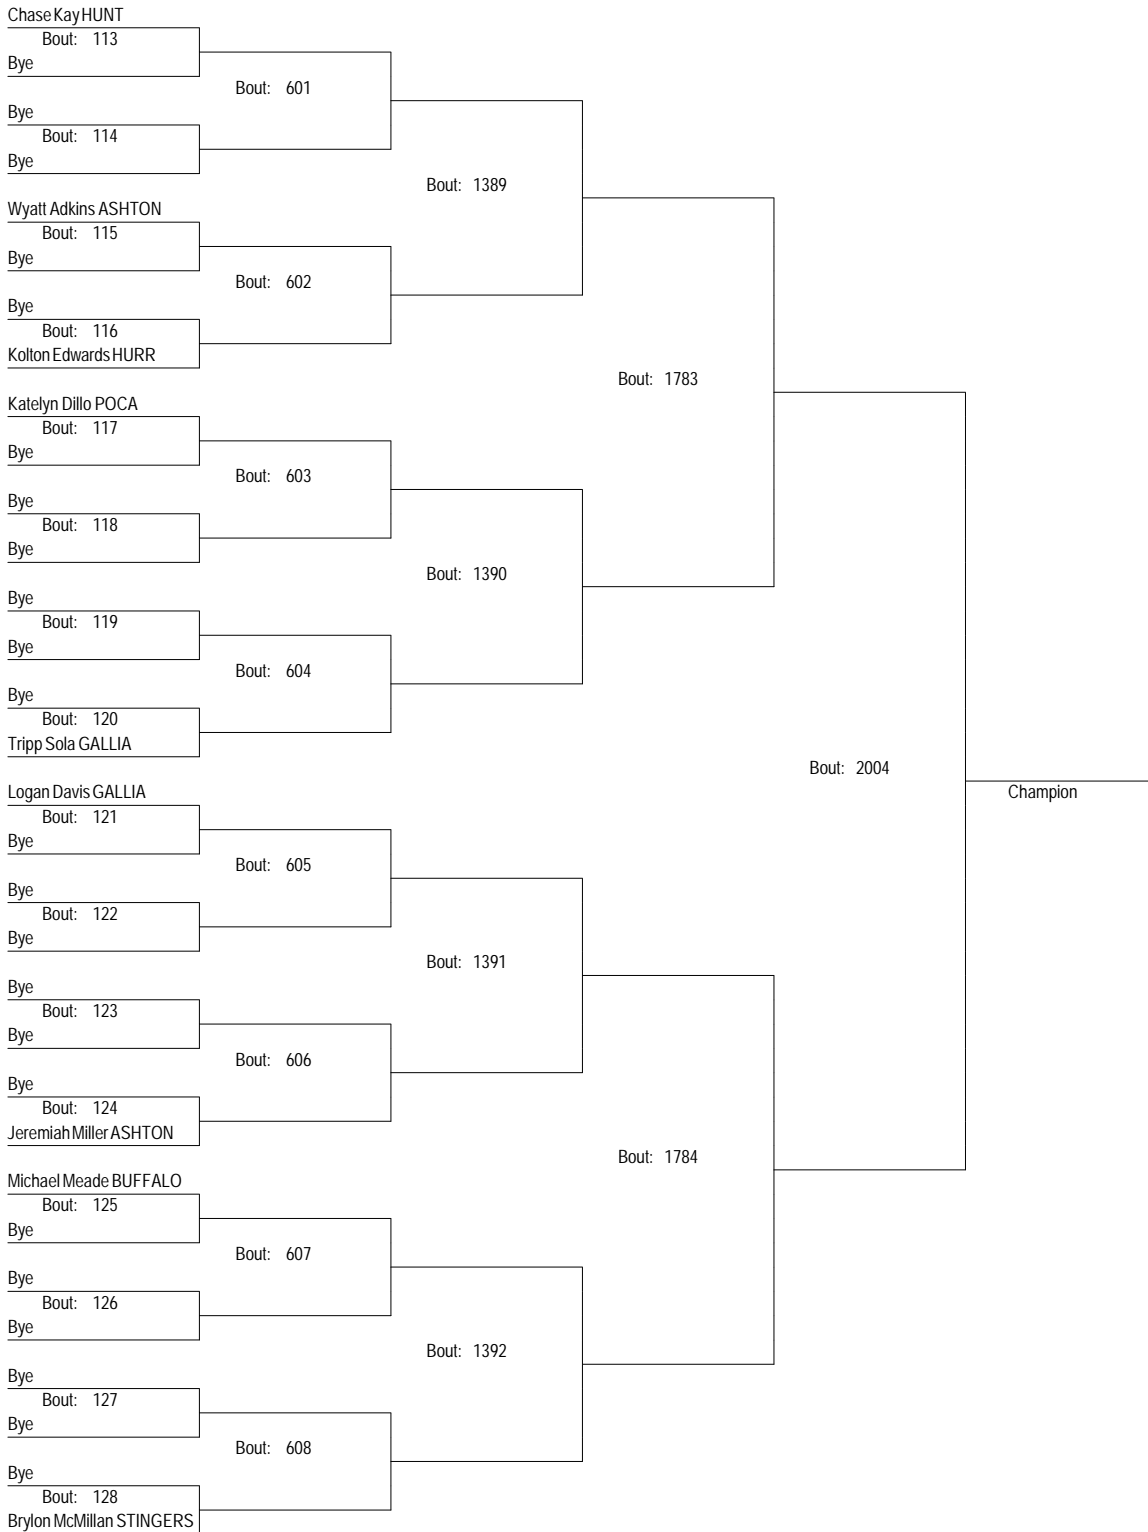 Chase Kay HUNT
Bout: 113
Bye
Bout: 601
Bye
Bout: 114
Bye
Bout: 1389
Wyatt Adkins ASHTON
Bout: 115
Bye
Bout: 602
Bye
Bout: 116
Kolton Edwards HURR
Bout: 1783
Katelyn Dillo POCA
Bout: 117
Bye
Bout: 603
Bye
Bout: 118
Bye
Bout: 1390
Bye
Bout: 119
Bye
Bout: 604
Bye
Bout: 120
Tripp Sola GALLIA
Bout: 2004
Champion
Logan Davis GALLIA
Bout: 121
Bye
Bout: 605
Bye
Bout: 122
Bye
Bout: 1391
Bye
Bout: 123
Bye
Bout: 606
Bye
Bout: 124
Jeremiah Miller ASHTON
Bout: 1784
Michael Meade BUFFALO
Bout: 125
Bye
Bout: 607
Bye
Bout: 126
Bye
Bout: 1392
Bye
Bout: 127
Bye
Bout: 608
Bye
Bout: 128
Brylon McMillan STINGERS